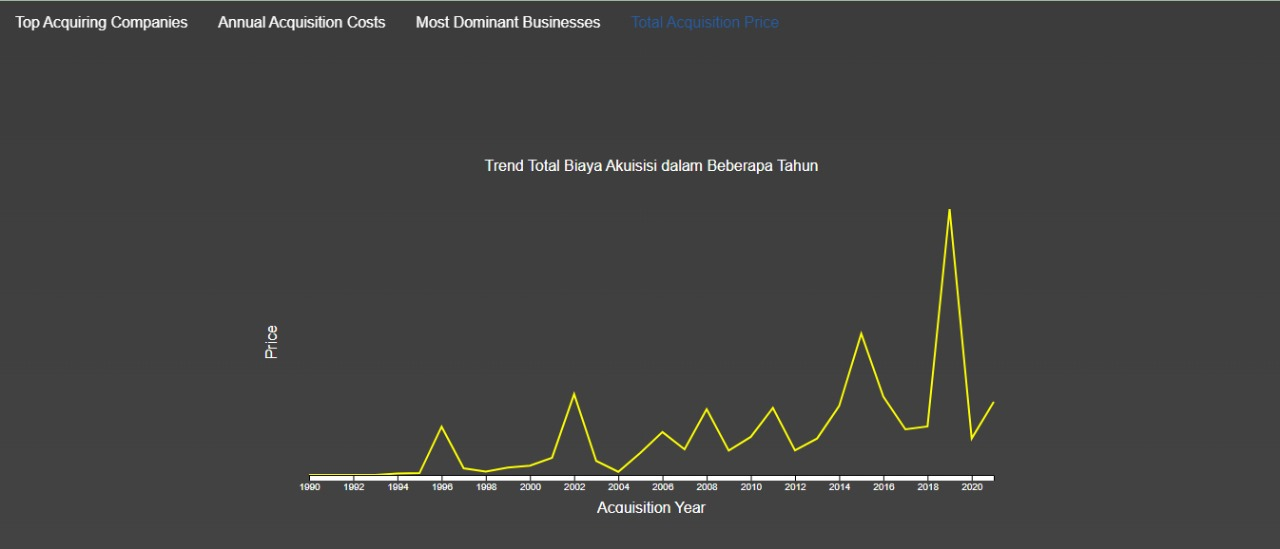 Top Acquiring Companies Annual Acquisition Costs Most Dominant Businesses Total Acquisition Price
Trend Total Biaya Akuisisi dalam Beberapa Tahun
Price
1990 1992 1994 1996 1998 2000 2002 2004 2006 2008 2010 2012 2014 2016 2018 2020
Acquisition Year